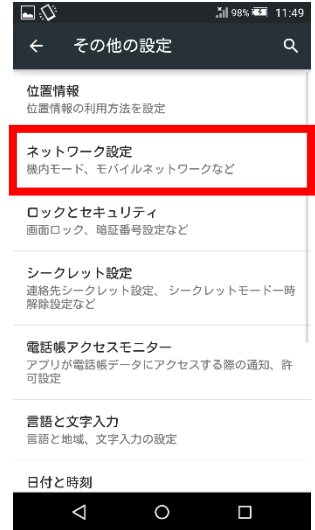 98% 11:49
その他の設定
位置情報
位置情報の利用方法を設定
ネットワーク設定
機内モード、モバイルネットワークなど
ロックとセキュリティ
画面ロック、暗証番号設定など
シークレット設定
連絡先シークレット設定、 シークレットモード一時
解除設定など
電話帳アクセスモニター
アプリが電話帳データにアクセスする際の通知、許
可設定
言語と文字入力
言語と地域、文字入力の設定
日付と時刻